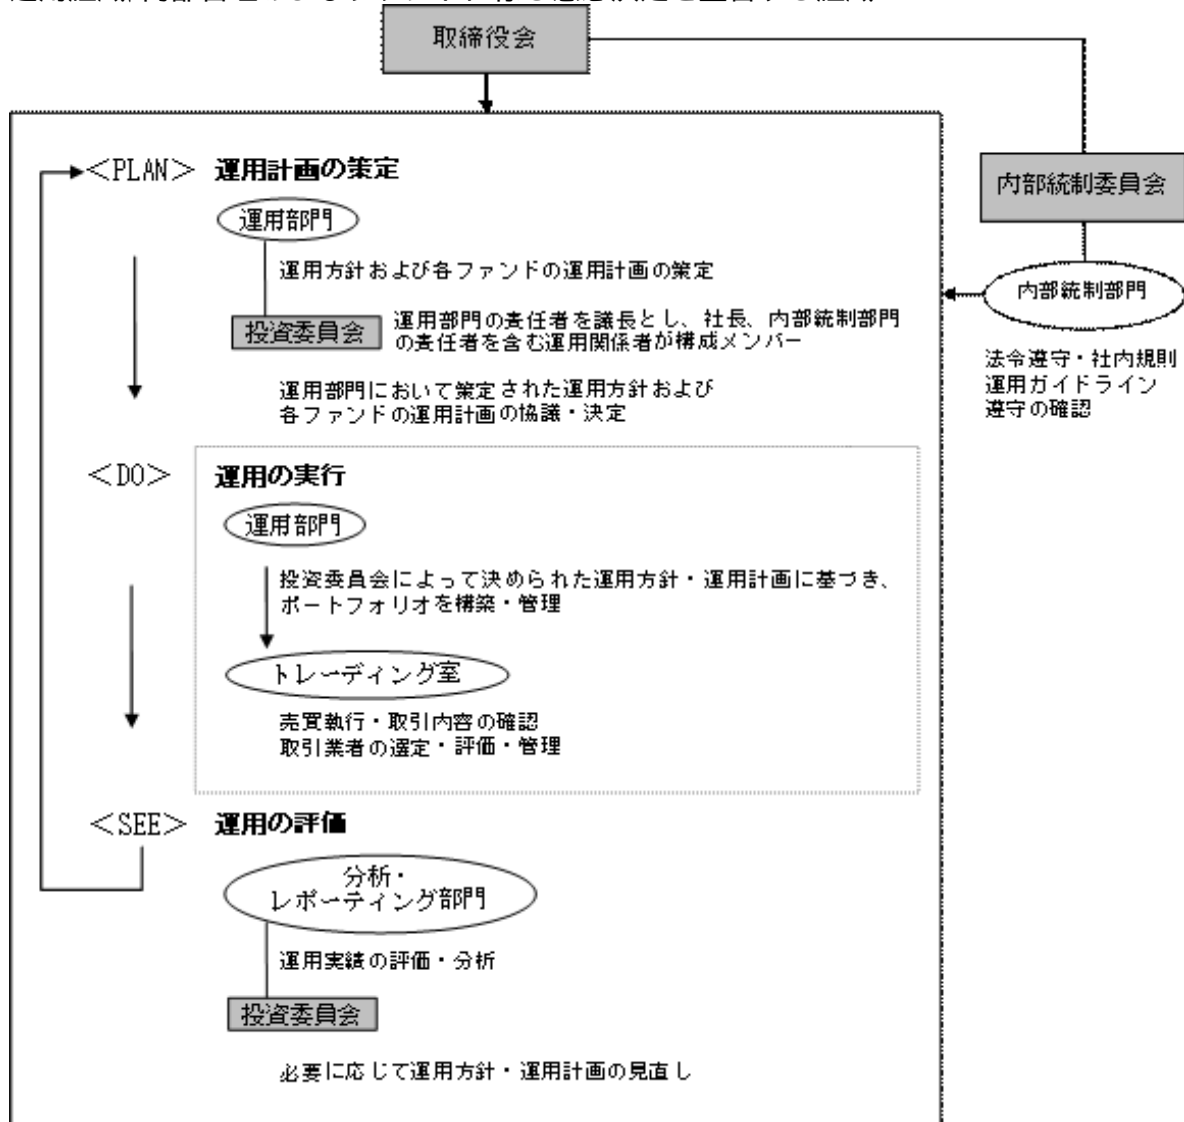 取締役会
<PLAN> 運用計画の策定
運用部門
運用方針および各ファンドの運用計画の策定
投資委員会
運用部門の責任者を議長とし、社長、内部統制部門
の責任者を含む運用関係者が構成メンバー
運用部門において策定された運用方針および
各ファンドの運用計画の協議・決定
内部統制委員会
内部統制部門
法令遵守・社内規則
運用ガイドライン
遵守の確認
<DO> 運用の実行
運用部門
投資委員会によって決められた運用方針・運用計画に基づき、
ポートフォリオを構築・管理
トレーディング室
売買執行・取引内容の確認
取引業者の選定・評価・管理
<SEE> 運用の評価
分析・
レポーティング部門
運用実績の評価・分析
投資委員会
必要に応じて運用方針・運用計画の見直し